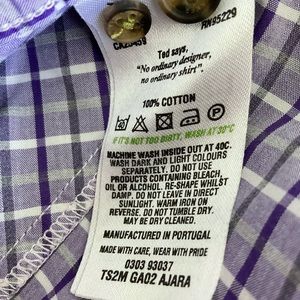 CA25459
RN95229
Ted says,
"No ordinary designer,
no ordinary shirt".
100% COTTON
IF IT'S NOT TOO DIRTY, WASH AT 30°C
MACHINE WASH INSIDE OUT AT 40C.
WASH DARK AND LIGHT COLOURS
SEPARATELY. DO NOT USE
PRODUCTS CONTAINING BLEACH,
OIL OR ALCOHOL. RE-SHAPE WHILST
DAMP. DO NOT LEAVE IN DIRECT
SUNLIGHT. WARM IRON ON
REVERSE. DO NOT TUMBLE DRY.
MAY BE DRY CLEANED.
MANUFACTURED IN PORTUGAL
MADE WITH CARE, WEAR WITH PRIDE
0303 93037
TS2M GA02 AJARA